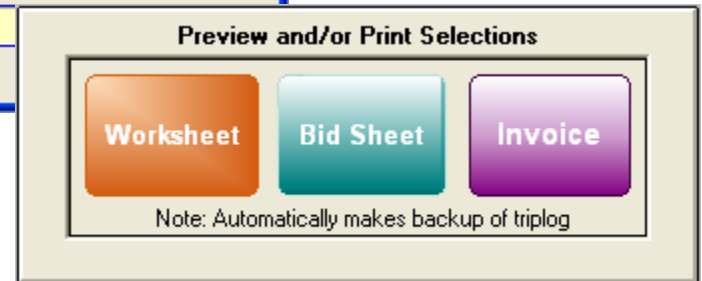 Preview and/or Print Selections
Worksheet
Bid Sheet
Invoice
Note: Automatically makes backup of triplog